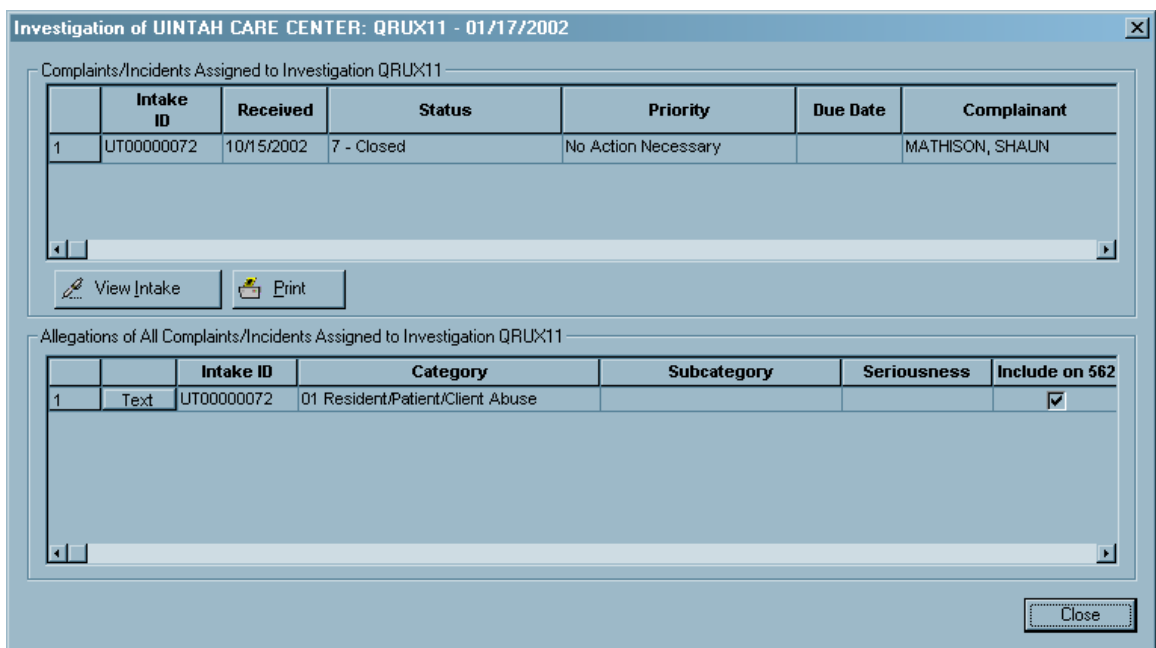 Investigation of UINTAH CARE CENTER: QRUX11 - 01/17/2002
Complaints/Incidents Assigned to Investigation QRUX11
Intake ID Received Status Priority Due Date Complainant
1 UT00000072 10/15/2002 7 - Closed No Action Necessary MATHISON, SHAUN
View Intake Print
Allegations of All Complaints/Incidents Assigned to Investigation QRUX11
Intake ID Category Subcategory Seriousness Include on 562
1 Text UT00000072 01 Resident/Patient/Client Abuse
Close